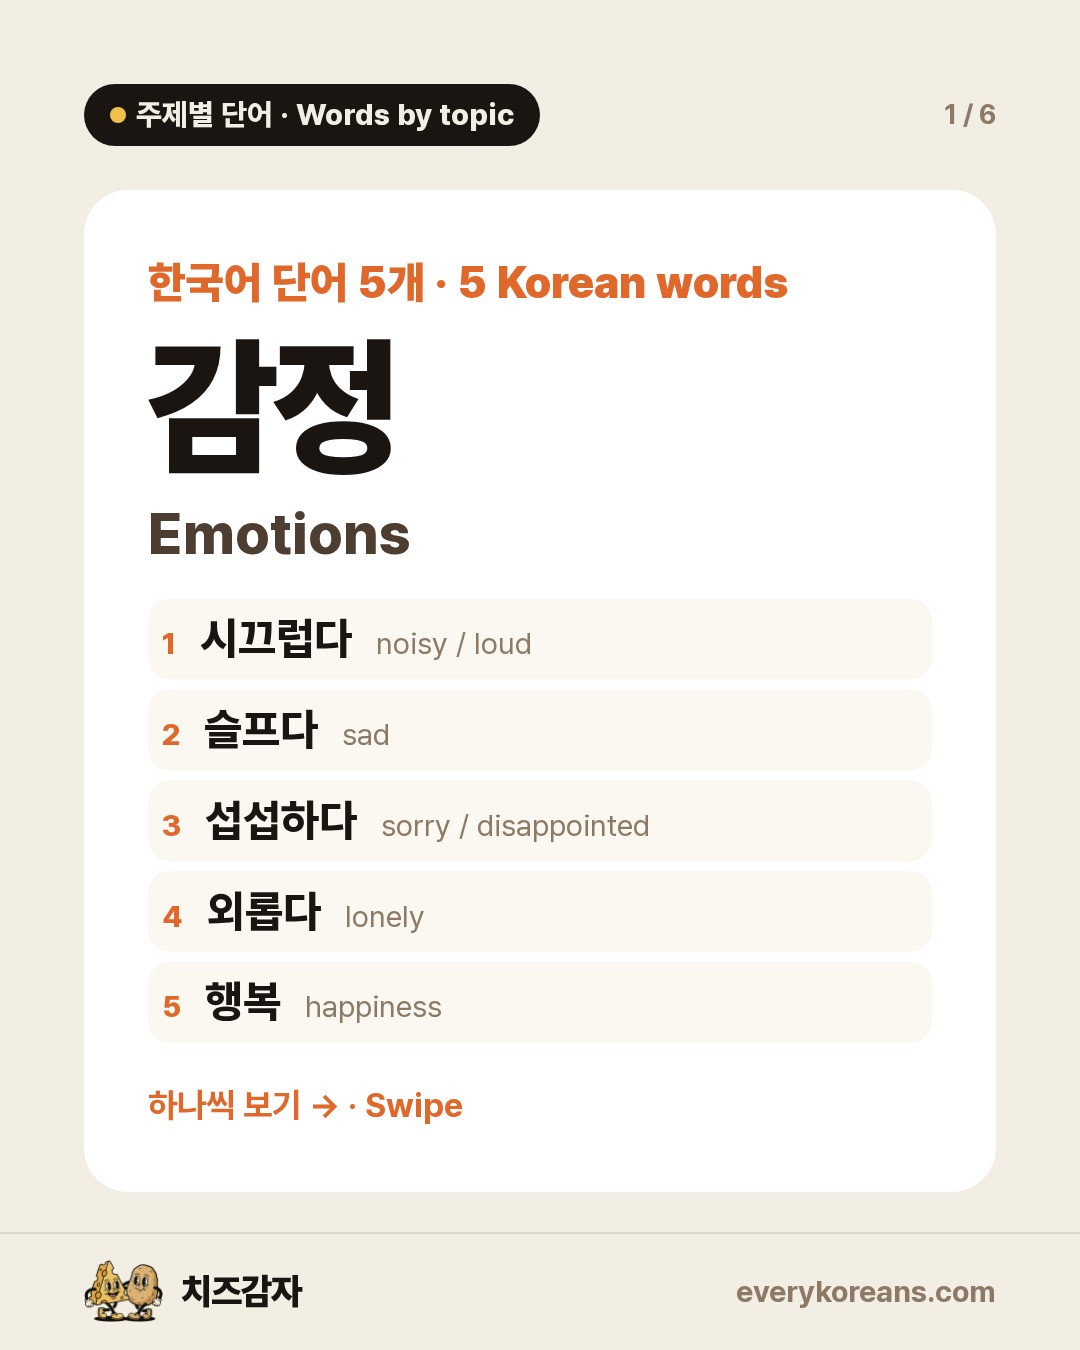 주제별 단어 · Words by topic
1 / 6
한국어 단어 5개 · 5 Korean words
감정
Emotions
1 시끄럽다 noisy / loud
2 슬프다 sad
3 섭섭하다 sorry / disappointed
4 외롭다 lonely
5 행복 happiness
하나씩 보기 → · Swipe
치즈감자
everykoreans.com